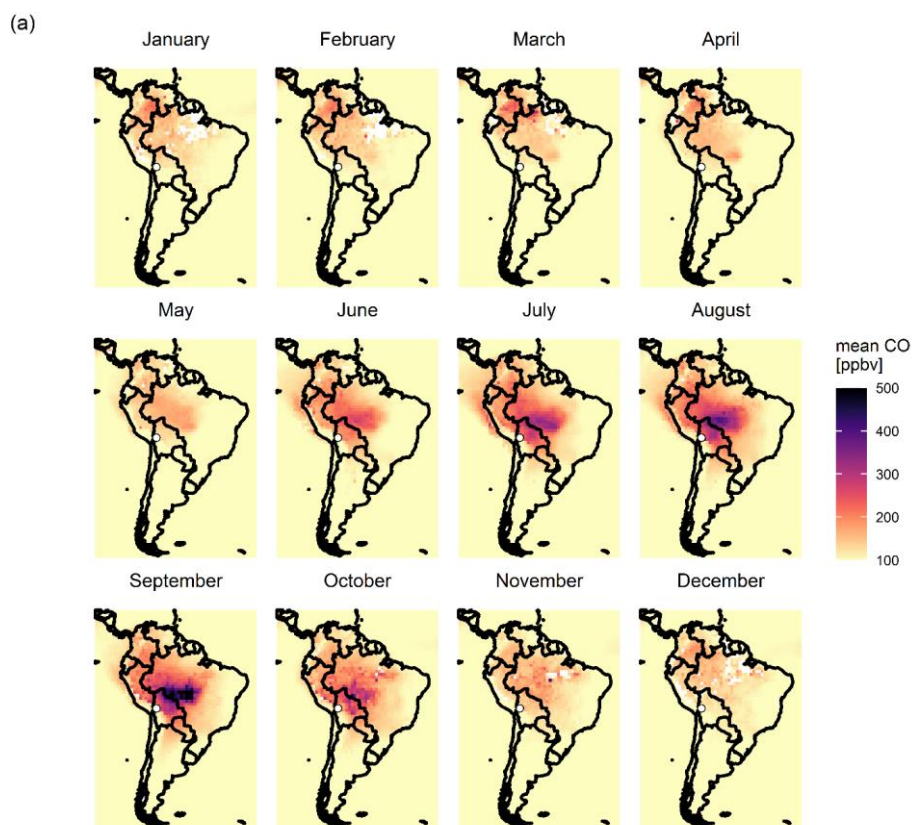 (a)
January February March April
May June July August
mean CO
[ppbv]
500
400
300
200
100
September October November December